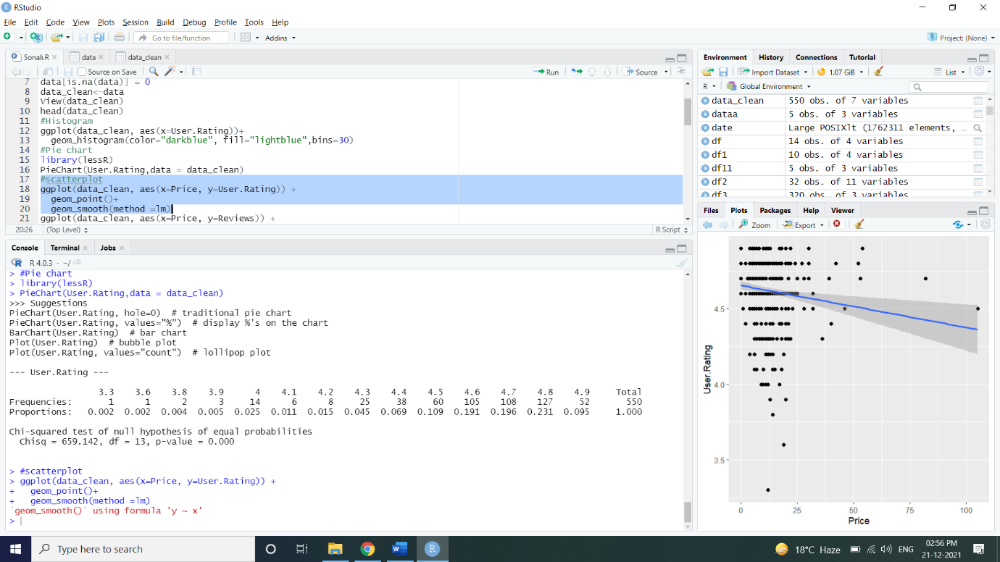 RStudio
File Edit Code View Plots Session Build Debug Profile Tools Help
Go to file/function Addins Project: (None)
Sonali.R data data_clean
Source on Save Run Source
7 data[is.na(data)] = 0
8 data_clean<-data
9 View(data_clean)
10 head(data_clean)
11 #Histogram
12 ggplot(data_clean, aes(x=User.Rating))+
13 geom_histogram(color="darkblue", fill="lightblue",bins=30)
14 #Pie chart
15 library(lessR)
16 PieChart(User.Rating,data = data_clean)
17 #scatterplot
18 ggplot(data_clean, aes(x=Price, y=User.Rating)) +
19 geom_point()+
20 geom_smooth(method =lm)
21 ggplot(data_clean, aes(x=Price, y=Reviews)) +
20:26 (Top Level) R Script
Console Terminal Jobs
R 4.0.3 · ~/
> #Pie chart
> library(lessR)
> PieChart(User.Rating,data = data_clean)
>>> Suggestions
PieChart(User.Rating, hole=0) # traditional pie chart
PieChart(User.Rating, values="%") # display %'s on the chart
BarChart(User.Rating) # bar chart
Plot(User.Rating) # bubble plot
Plot(User.Rating, values="count") # lollipop plot
--- User.Rating ---
3.3 3.6 3.8 3.9 4 4.1 4.2 4.3 4.4 4.5 4.6 4.7 4.8 4.9 Total
Frequencies: 1 1 2 3 14 6 8 25 38 60 105 108 127 52 550
Proportions: 0.002 0.002 0.004 0.005 0.025 0.011 0.015 0.045 0.069 0.109 0.191 0.196 0.231 0.095 1.000
Chi-squared test of null hypothesis of equal probabilities
Chisq = 659.142, df = 13, p-value = 0.000
> #scatterplot
> ggplot(data_clean, aes(x=Price, y=User.Rating)) +
+ geom_point()+
+ geom_smooth(method =lm)
`geom_smooth()` using formula 'y ~ x'
>
Environment History Connections Tutorial
Import Dataset 1.07 GiB List
R Global Environment
data_clean 550 obs. of 7 variables
dataa 5 obs. of 3 variables
date Large POSIXlt (1762311 elements, …
df 14 obs. of 4 variables
df1 10 obs. of 4 variables
df11 5 obs. of 3 variables
df2 32 obs. of 11 variables
df3 320 obs. of 3 variables
Files Plots Packages Help Viewer
Zoom Export
4.5
4.0
3.5
User.Rating
0 25 50 75 100
Price
Type here to search
18°C Haze ENG
02:56 PM
21-12-2021